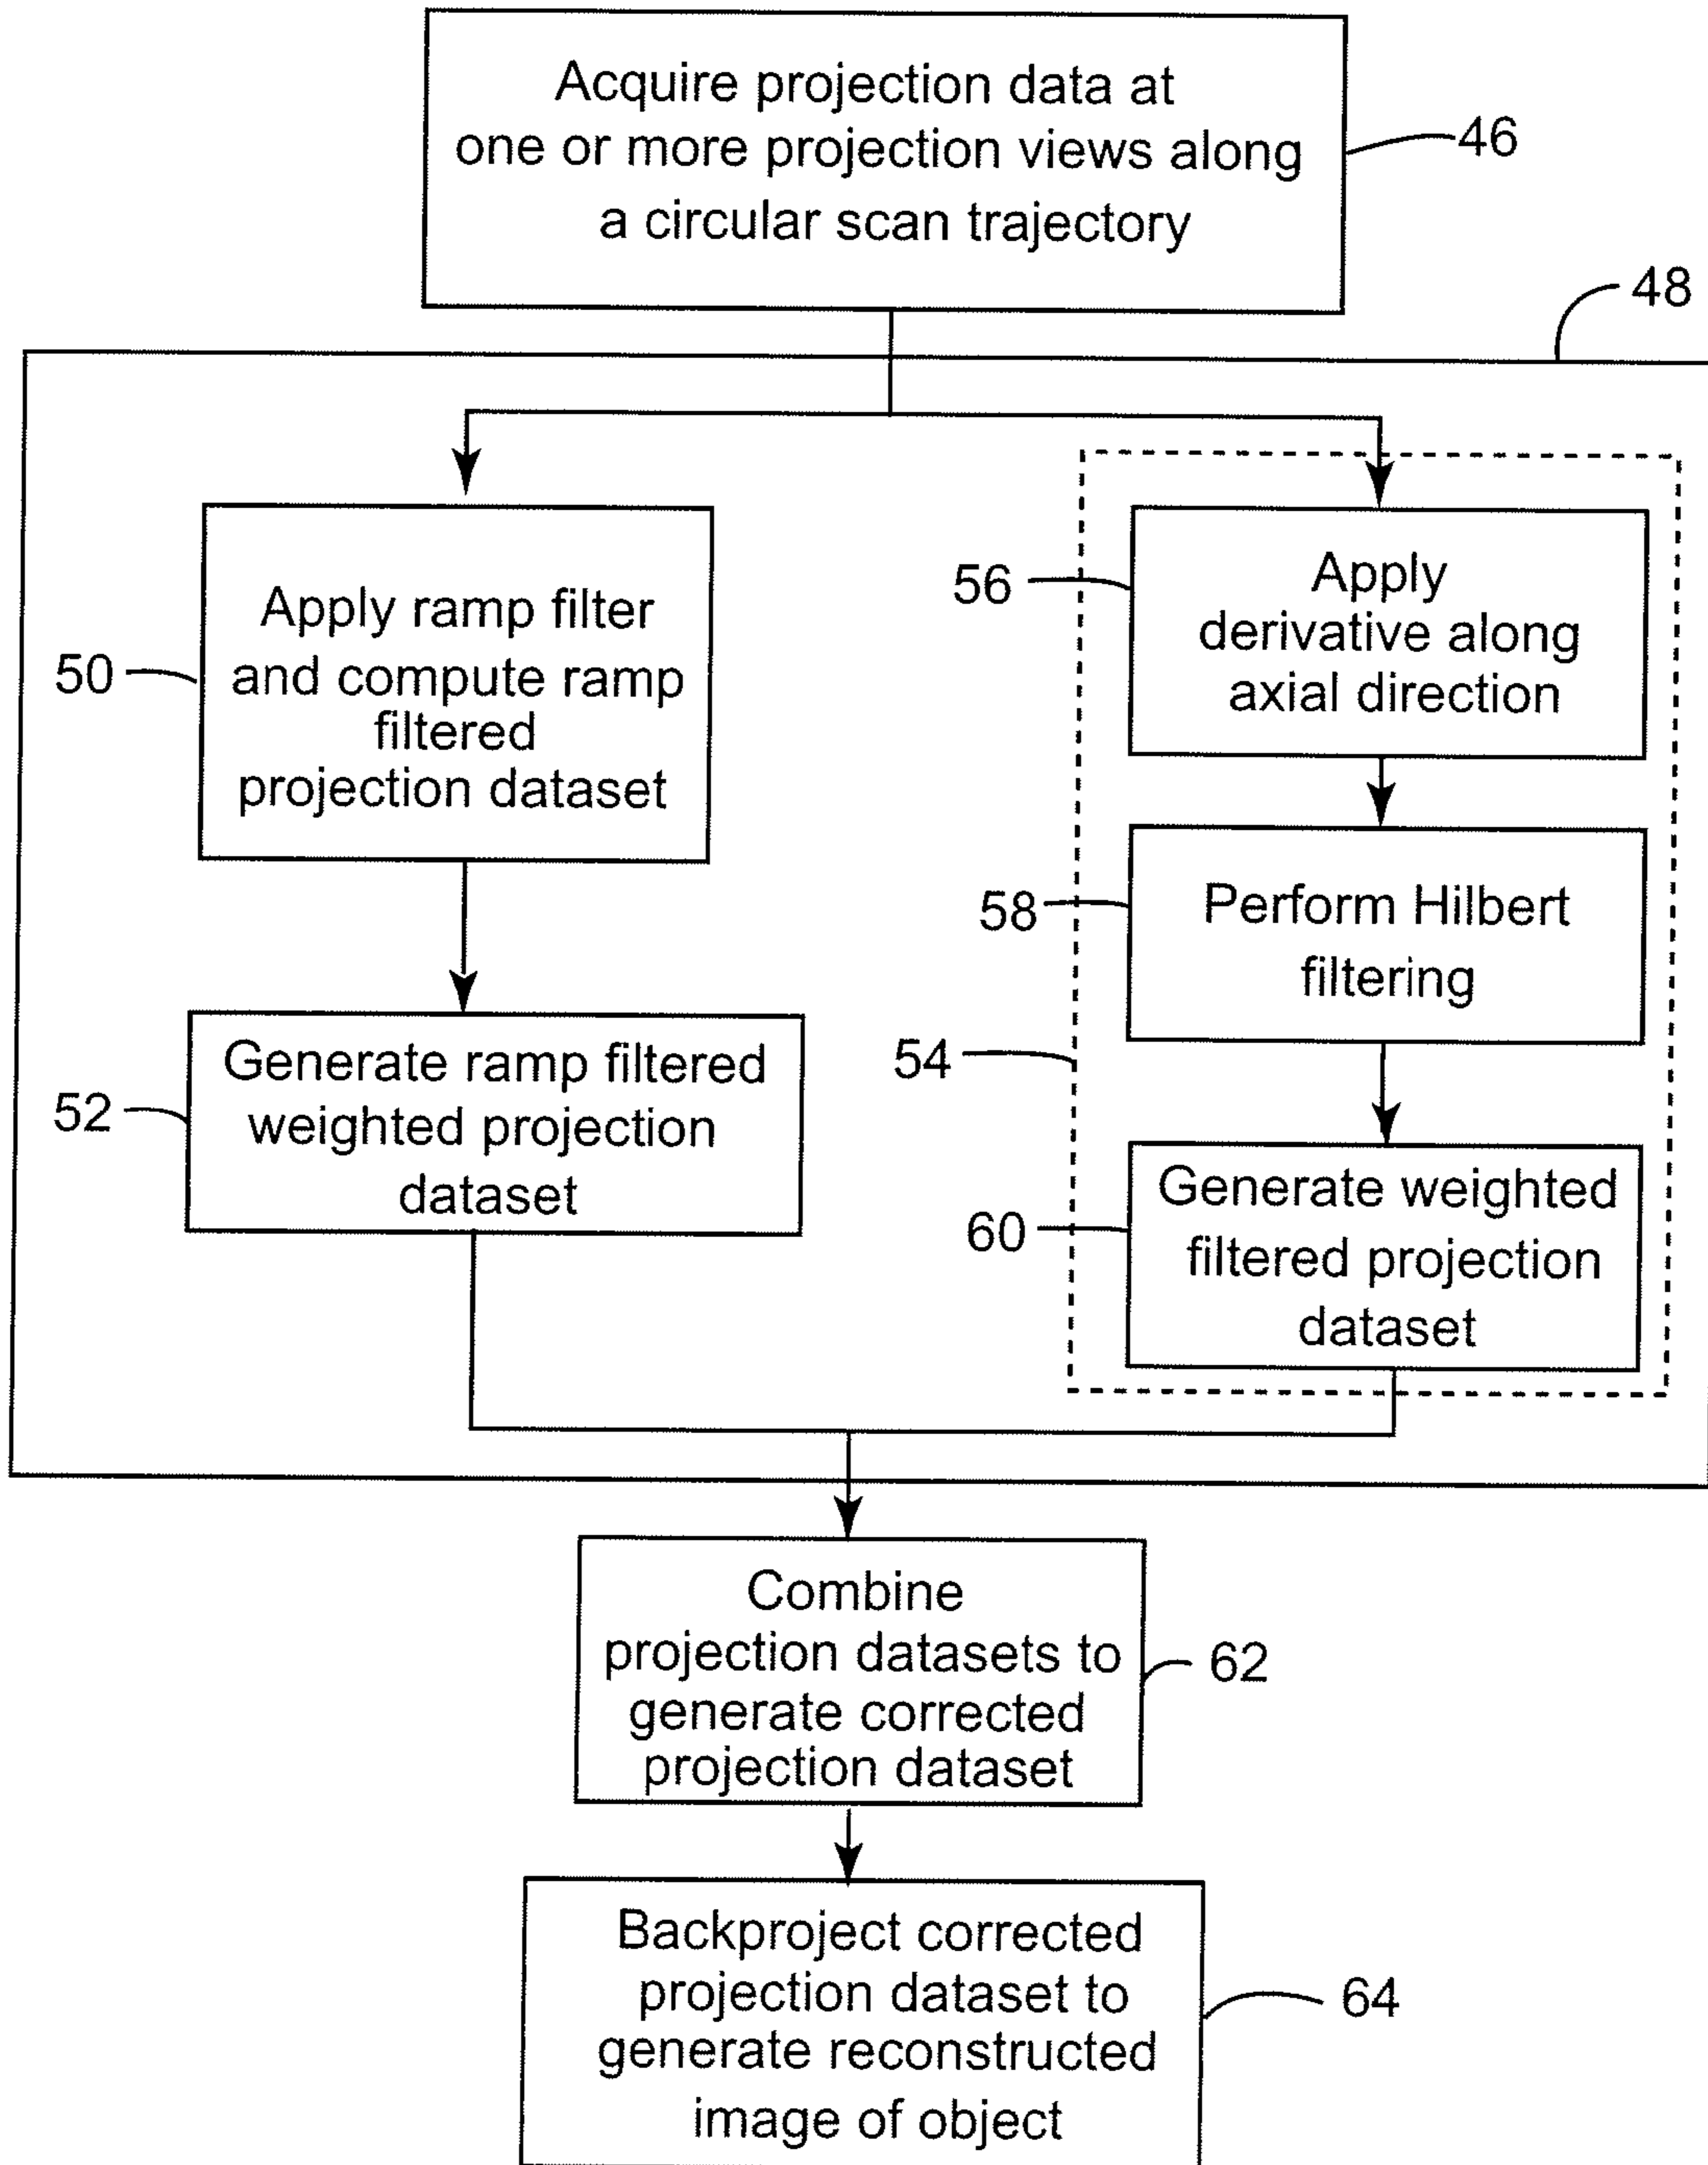 Acquire projection data at
one or more projection views along
a circular scan trajectory
46
48
50
Apply ramp filter
and compute ramp
filtered
projection dataset
52
Generate ramp filtered
weighted projection
dataset
54
56
Apply
derivative along
axial direction
58
Perform Hilbert
filtering
60
Generate weighted
filtered projection
dataset
Combine
projection datasets to
generate corrected
projection dataset
62
Backproject corrected
projection dataset to
generate reconstructed
image of object
64